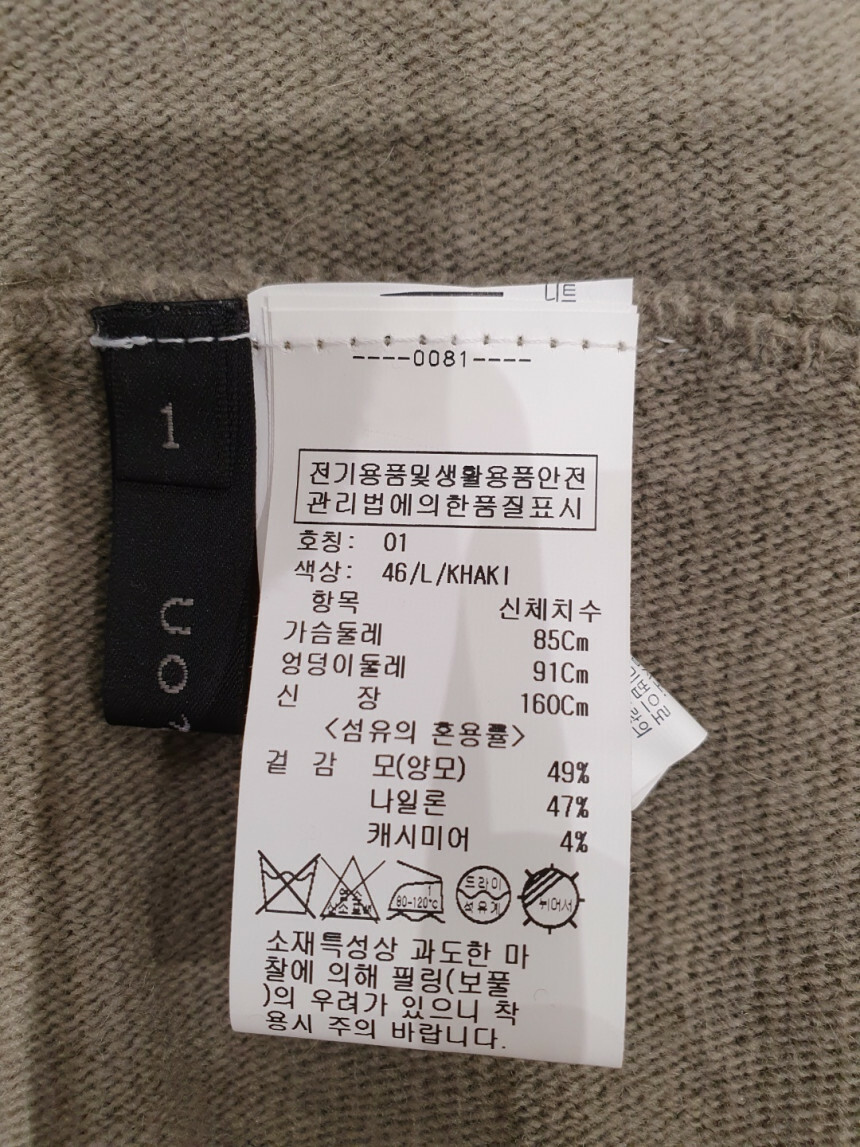 니트
----0081----
1
전기용품및생활용품안전
관리법에의한품질표시
호칭: 01
색상: 46/L/KHAKI
항목 신체치수
가슴둘레 85Cm
엉덩이둘레 91Cm
신 장 160Cm
<섬유의 혼용률>
겉 감 모(양모) 49%
나일론 47%
캐시미어 4%
80-120℃
드라이
석유계
뉘어서
소재특성상 과도한 마
찰에 의해 필링(보풀
)의 우려가 있으니 착
용시 주의 바랍니다.